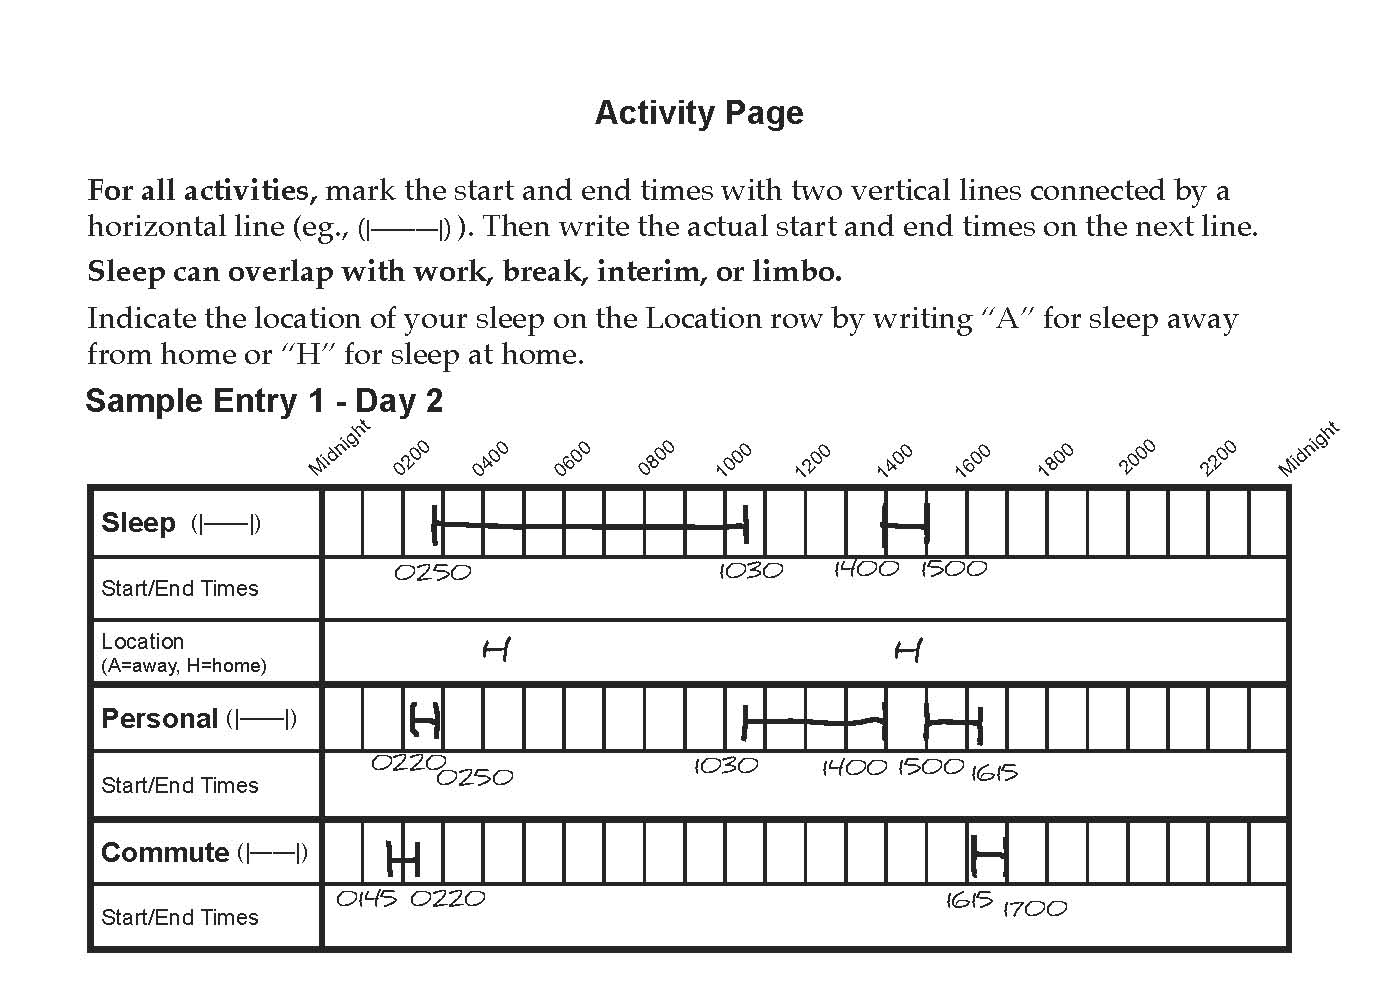 Activity Page
For all activities, mark the start and end times with two vertical lines connected by a
horizontal line (eg., (|——|) ). Then write the actual start and end times on the next line.
Sleep can overlap with work, break, interim, or limbo.
Indicate the location of your sleep on the Location row by writing “A” for sleep away
from home or “H” for sleep at home.
Sample Entry 1 - Day 2
Midnight 0200 0400 0600 0800 1000 1200 1400 1600 1800 2000 2200 Midnight
Sleep (|——|)
Start/End Times 0250 1030 1400 1500
Location
(A=away, H=home) H H
Personal (|——|)
Start/End Times 0220 0250 1030 1400 1500 1615
Commute (|——|)
Start/End Times 0145 0220 1615 1700